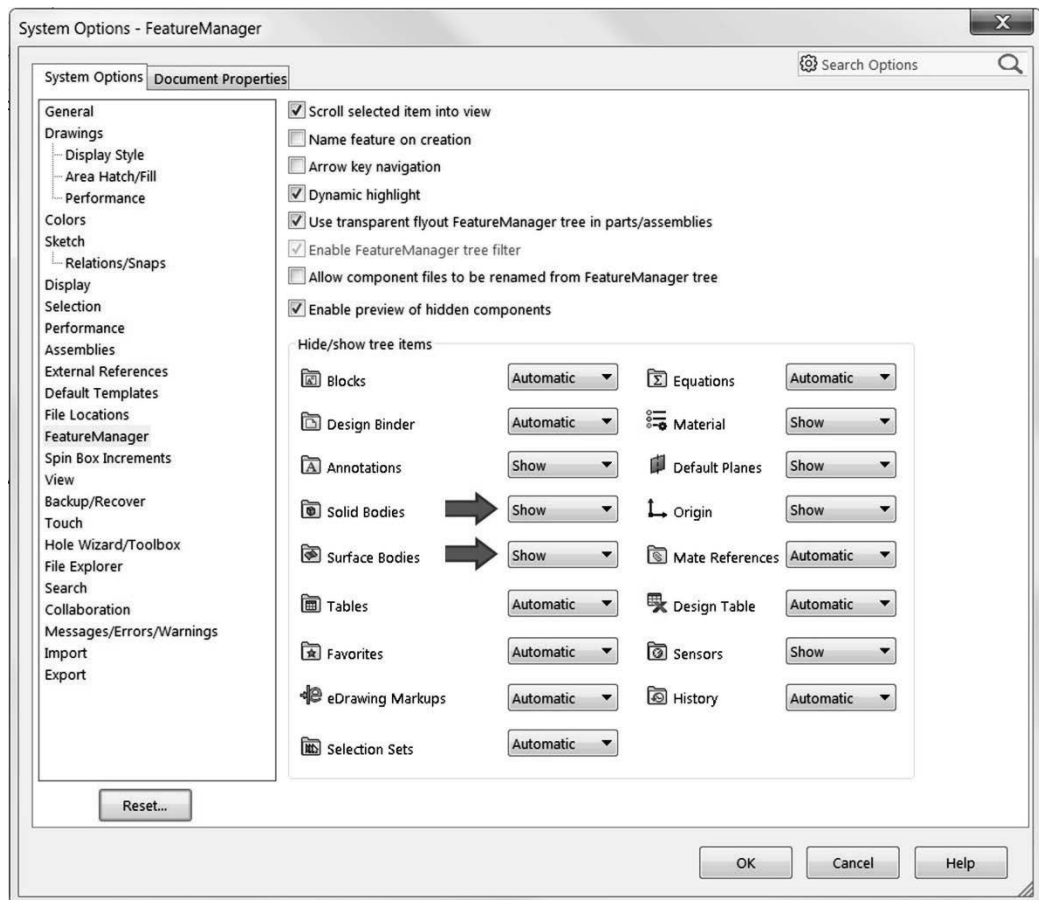 System Options - FeatureManager
X
Search Options
System Options
Document Properties
General
Drawings
Display Style
Area Hatch/Fill
Performance
Colors
Sketch
Relations/Snaps
Display
Selection
Performance
Assemblies
External References
Default Templates
File Locations
FeatureManager
Spin Box Increments
View
Backup/Recover
Touch
Hole Wizard/Toolbox
File Explorer
Search
Collaboration
Messages/Errors/Warnings
Import
Export
Reset...
Scroll selected item into view
Name feature on creation
Arrow key navigation
Dynamic highlight
Use transparent flyout FeatureManager tree in parts/assemblies
Enable FeatureManager tree filter
Allow component files to be renamed from FeatureManager tree
Enable preview of hidden components
Hide/show tree items
Blocks Automatic Equations Automatic
Design Binder Automatic Material Show
Annotations Show Default Planes Show
Solid Bodies Show Origin Show
Surface Bodies Show Mate References Automatic
Tables Automatic Design Table Automatic
Favorites Automatic Sensors Show
eDrawing Markups Automatic History Automatic
Selection Sets Automatic
OK Cancel Help